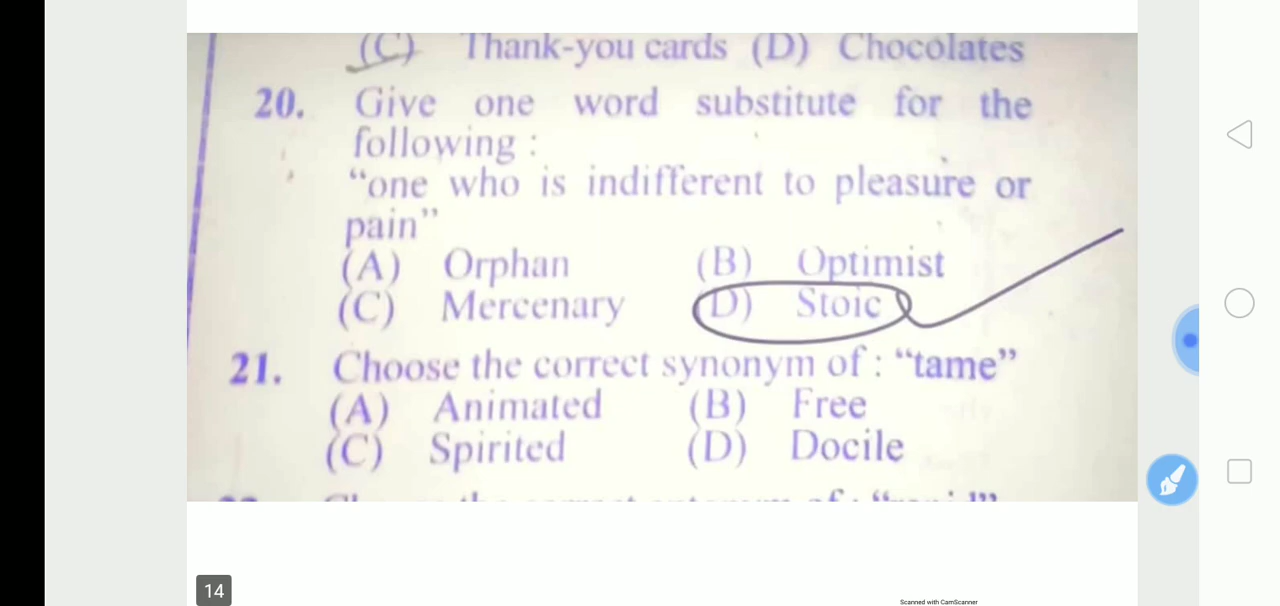 (C) Thank-you cards (D) Chocolates
20. Give one word substitute for the
following :
“one who is indifferent to pleasure or
pain”
(A) Orphan (B) Optimist
(C) Mercenary (D) Stoic
21. Choose the correct synonym of : “tame”
(A) Animated (B) Free
(C) Spirited (D) Docile
14
Scanned with CamScanner